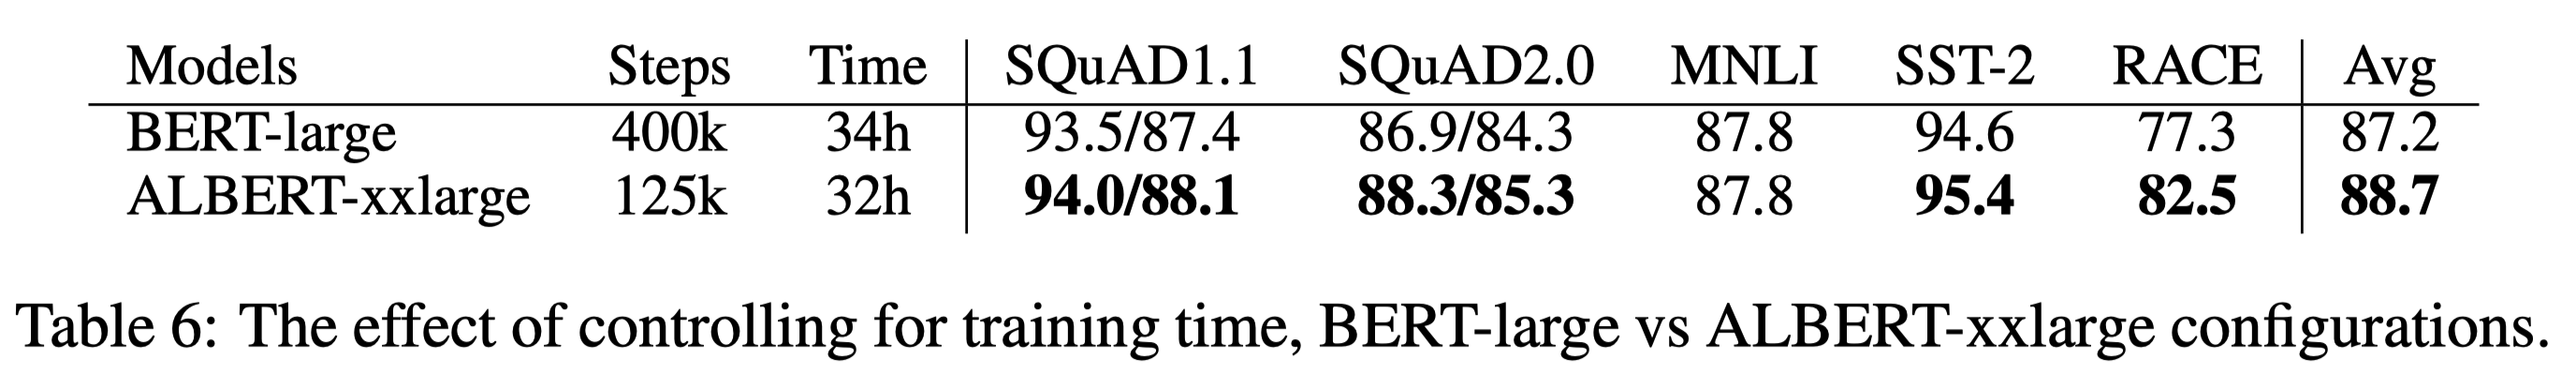 Models Steps Time SQuAD1.1 SQuAD2.0 MNLI SST-2 RACE Avg
BERT-large 400k 34h 93.5/87.4 86.9/84.3 87.8 94.6 77.3 87.2
ALBERT-xxlarge 125k 32h 94.0/88.1 88.3/85.3 87.8 95.4 82.5 88.7
Table 6: The effect of controlling for training time, BERT-large vs ALBERT-xxlarge configurations.